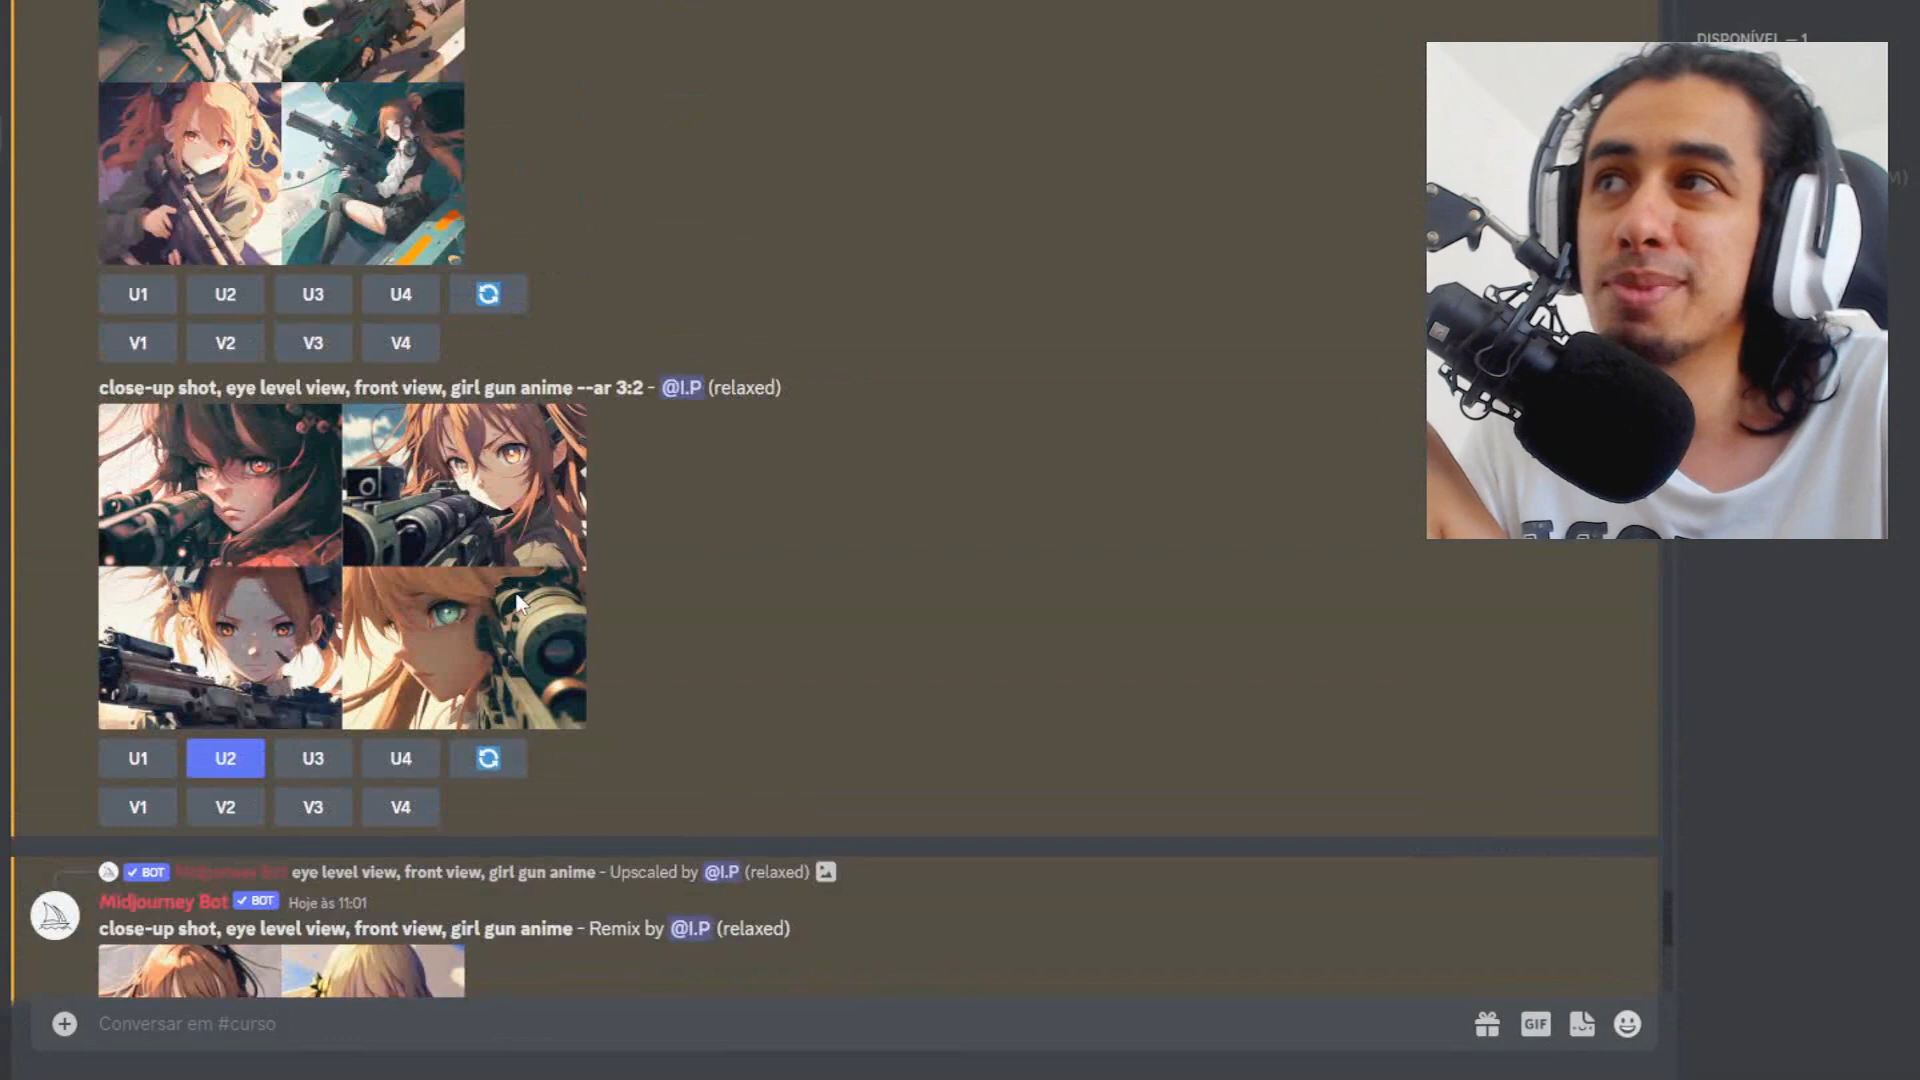 DISPONÍVEL — 1
U1 U2 U3 U4
V1 V2 V3 V4
close-up shot, eye level view, front view, girl gun anime --ar 3:2 - @I.P (relaxed)
U1 U2 U3 U4
V1 V2 V3 V4
BOT Midjourney Bot eye level view, front view, girl gun anime - Upscaled by @I.P (relaxed)
Midjourney Bot BOT Hoje às 11:01
close-up shot, eye level view, front view, girl gun anime - Remix by @I.P (relaxed)
Conversar em #curso
GIF